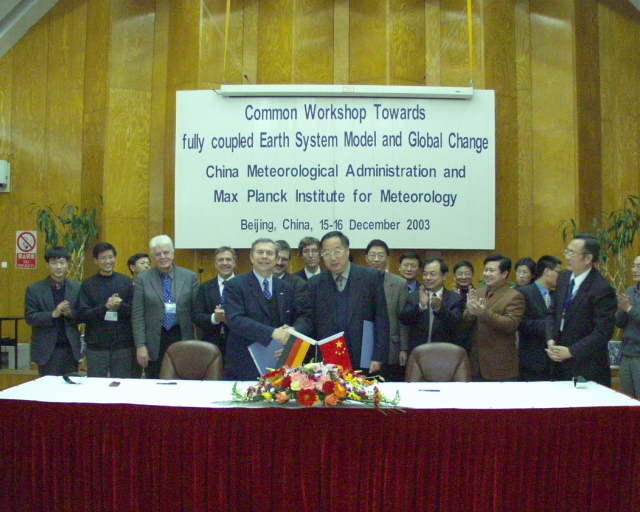 Common Workshop Towards
fully coupled Earth System Model and Global Change
China Meteorological Administration and
Max Planck Institute for Meteorology
Beijing, China, 15-16 December 2003